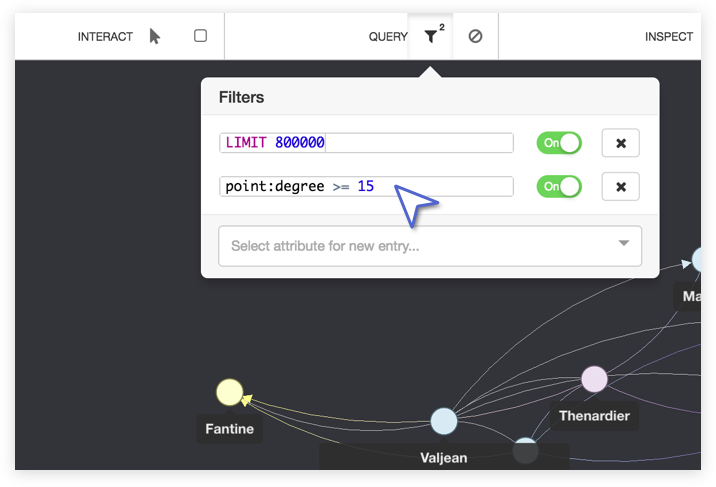 INTERACT QUERY 2 INSPECT
Filters
LIMIT 800000
On
point:degree >= 15
On
Select attribute for new entry...
Ma
Thenardier
Fantine
Valjean